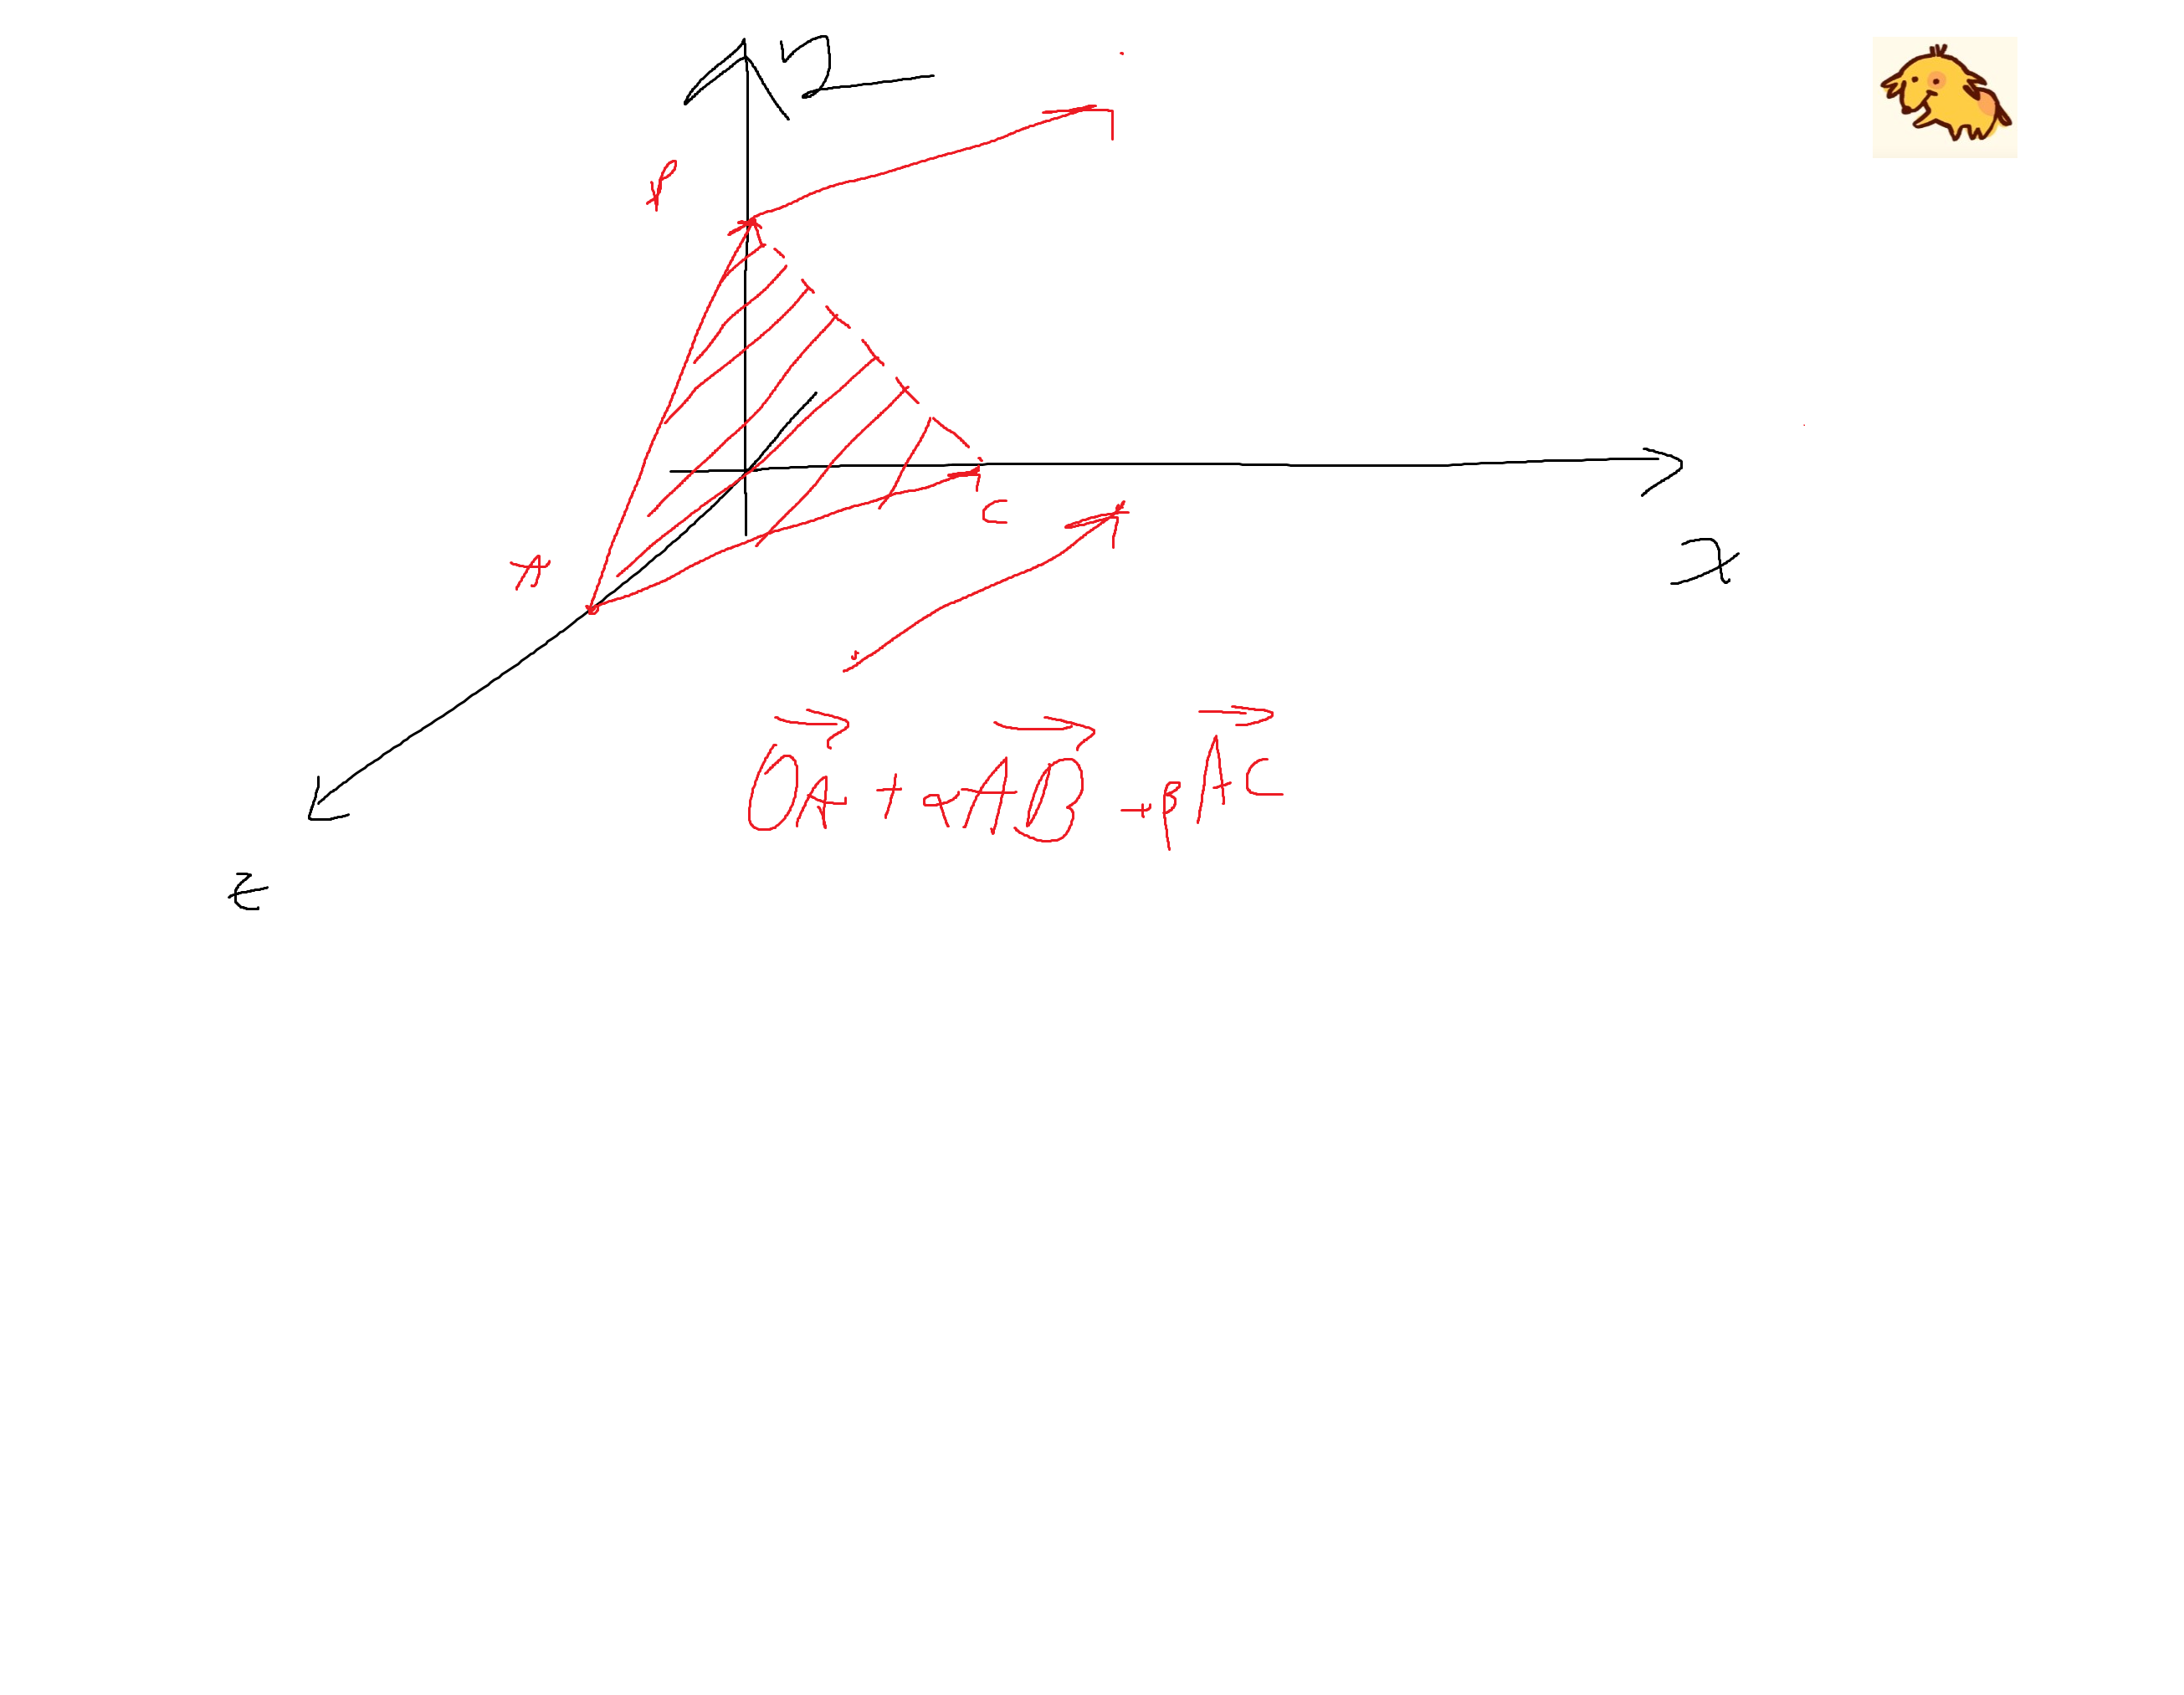 P
A
C
x
z
OA + αAB + βAC